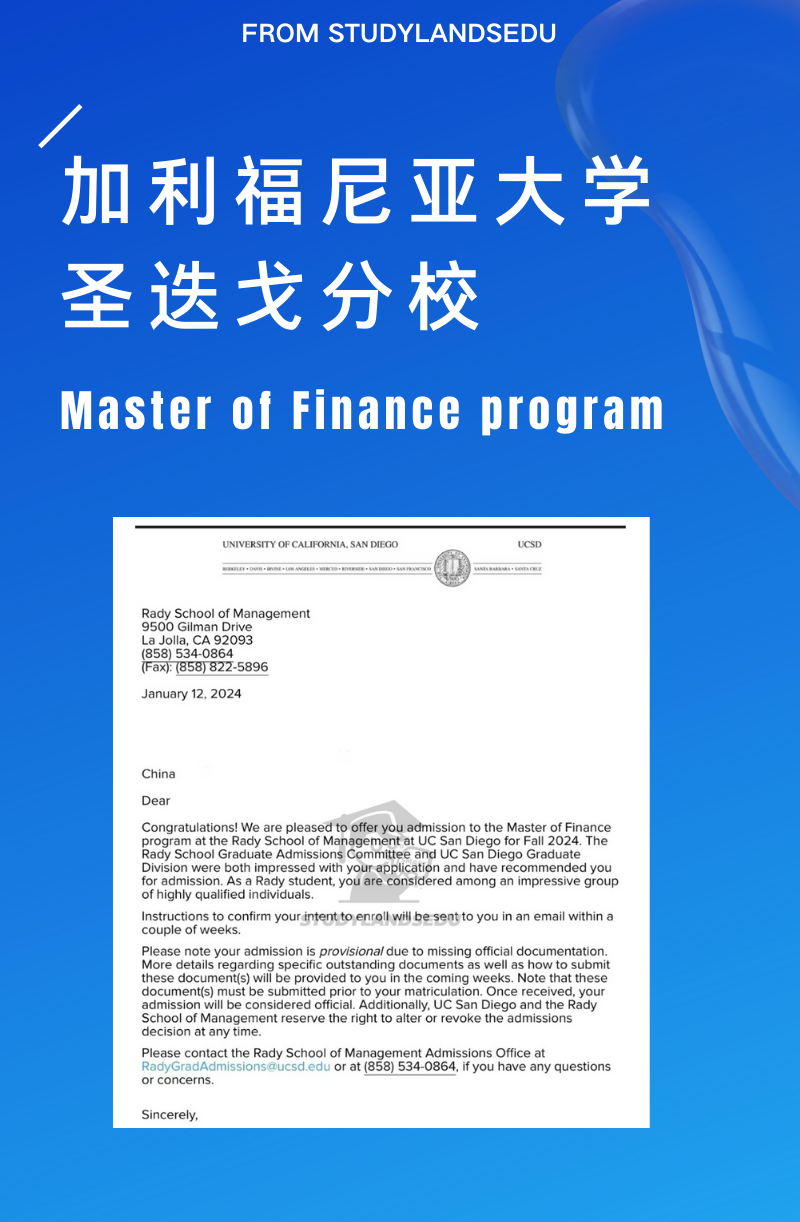 FROM STUDYLANDSEDU
加利福尼亚大学
圣迭戈分校
Master of Finance program
UNIVERSITY OF CALIFORNIA, SAN DIEGO UCSD
BERKELEY • DAVIS • IRVINE • LOS ANGELES • MERCED • RIVERSIDE • SAN DIEGO • SAN FRANCISCO SANTA BARBARA • SANTA CRUZ
Rady School of Management
9500 Gilman Drive
La Jolla, CA 92093
(858) 534-0864
(Fax): (858) 822-5896
January 12, 2024
China
Dear
Congratulations! We are pleased to offer you admission to the Master of Finance
program at the Rady School of Management at UC San Diego for Fall 2024. The
Rady School Graduate Admissions Committee and UC San Diego Graduate
Division were both impressed with your application and have recommended you
for admission. As a Rady student, you are considered among an impressive group
of highly qualified individuals.
Instructions to confirm your intent to enroll will be sent to you in an email within a
couple of weeks.
STUDYLANDSEDU
Please note your admission is provisional due to missing official documentation.
More details regarding specific outstanding documents as well as how to submit
these document(s) will be provided to you in the coming weeks. Note that these
document(s) must be submitted prior to your matriculation. Once received, your
admission will be considered official. Additionally, UC San Diego and the Rady
School of Management reserve the right to alter or revoke the admissions
decision at any time.
Please contact the Rady School of Management Admissions Office at
RadyGradAdmissions@ucsd.edu or at (858) 534-0864, if you have any questions
or concerns.
Sincerely,